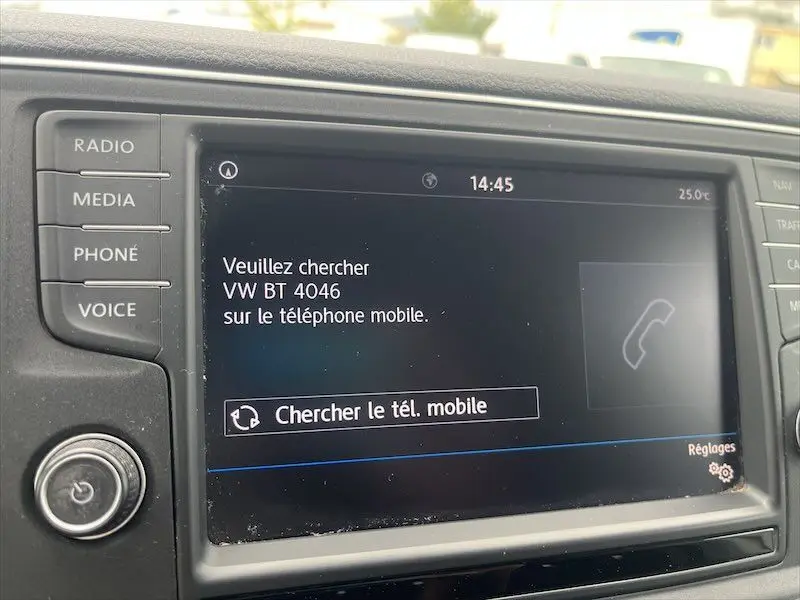 RADIO
MEDIA
PHONE
VOICE
14:45
25.0°C
Veuillez chercher
VW BT 4046
sur le téléphone mobile.
Chercher le tél. mobile
Réglages
NAV